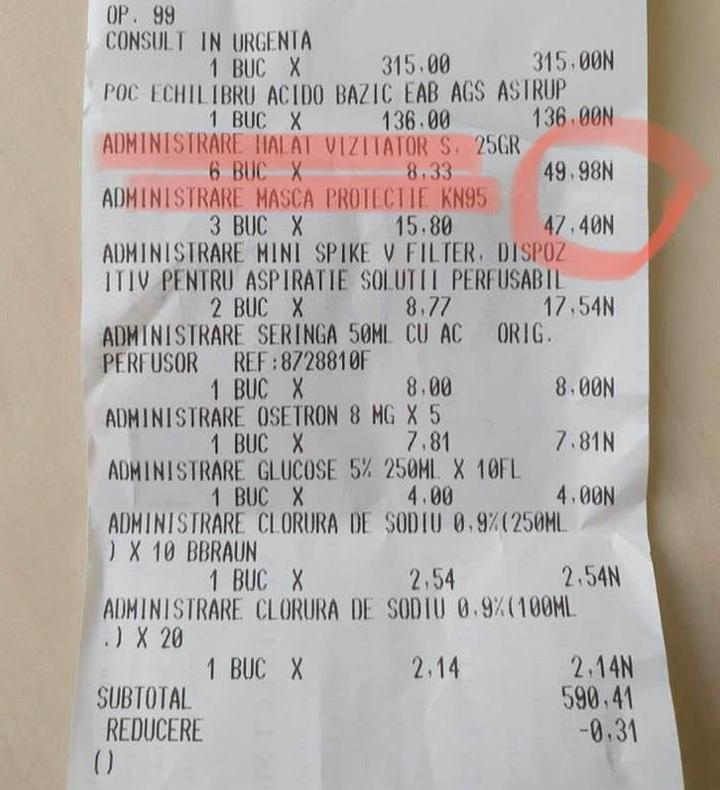 OP. 99
CONSULT IN URGENTA
1 BUC X 315,00 315,00N
POC ECHILIBRU ACIDO BAZIC EAB AGS ASTRUP
1 BUC X 136,00 136,00N
ADMINISTRARE HALAT VIZITATOR S. 25GR
6 BUC X 8,33 49,98N
ADMINISTRARE MASCA PROTECTIE KN95
3 BUC X 15,80 47,40N
ADMINISTRARE MINI SPIKE V FILTER, DISPOZ
ITIV PENTRU ASPIRATIE SOLUTII PERFUSABIL
2 BUC X 8,77 17,54N
ADMINISTRARE SERINGA 50ML CU AC ORIG.
PERFUSOR REF:8728810F
1 BUC X 8,00 8,00N
ADMINISTRARE OSETRON 8 MG X 5
1 BUC X 7,81 7,81N
ADMINISTRARE GLUCOSE 5% 250ML X 10FL
1 BUC X 4,00 4,00N
ADMINISTRARE CLORURA DE SODIU 0,9%(250ML
) X 10 BBRAUN
1 BUC X 2,54 2,54N
ADMINISTRARE CLORURA DE SODIU 0,9%(100ML
.) X 20
1 BUC X 2,14 2,14N
SUBTOTAL 590,41
REDUCERE -0,31
()